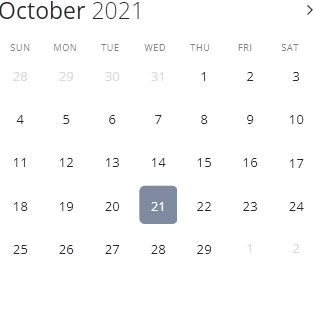 October 2021 >
SUN MON TUE WED THU FRI SAT
28 29 30 31 1 2 3
4 5 6 7 8 9 10
11 12 13 14 15 16 17
18 19 20 21 22 23 24
25 26 27 28 29 1 2